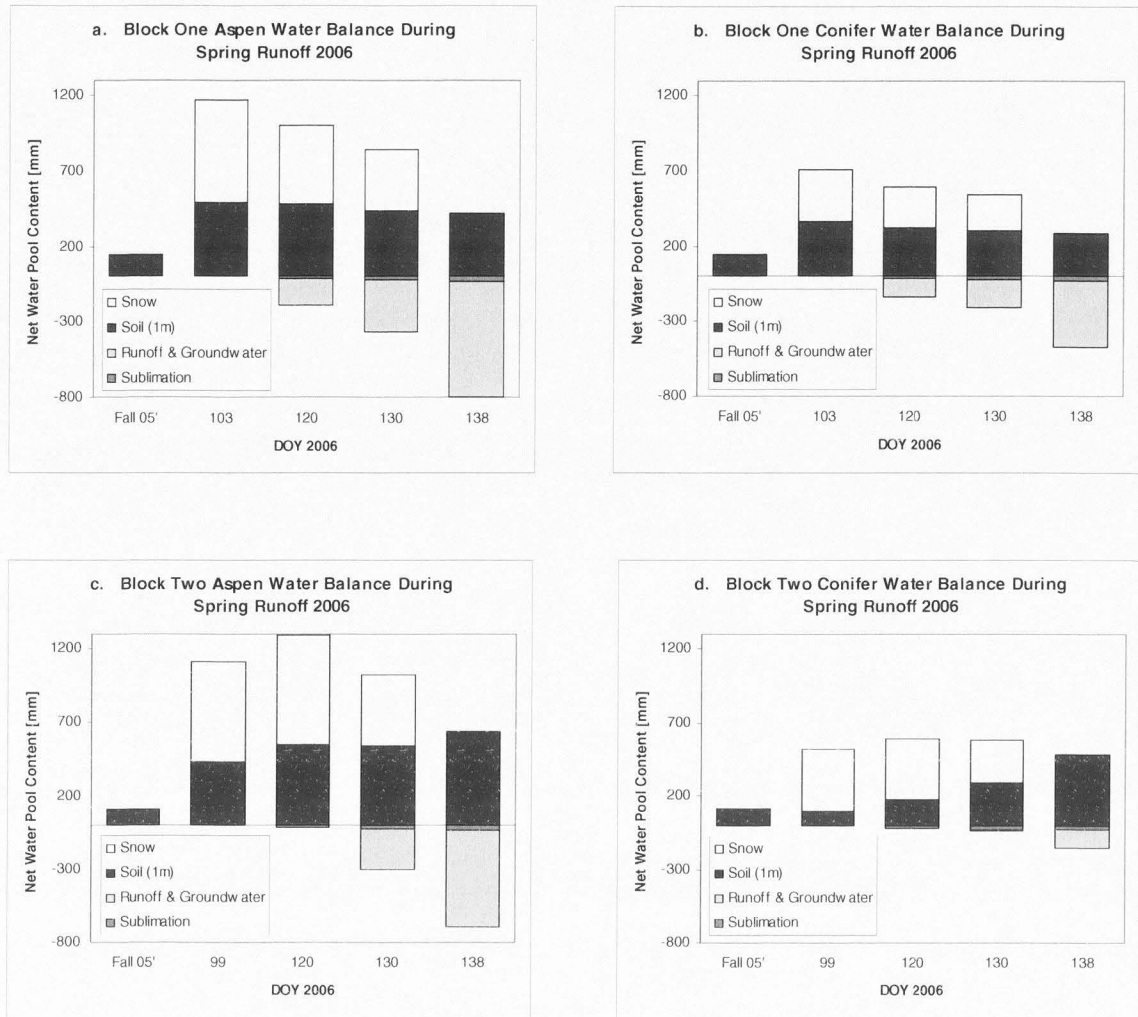 a. Block One Aspen Water Balance During
Spring Runoff 2006
Net Water Pool Content [mm]
1200
700
200
-300
-800
Snow
Soil (1m)
Runoff & Groundwater
Sublimation
Fall 05' 103 120 130 138
DOY 2006
b. Block One Conifer Water Balance During
Spring Runoff 2006
Net Water Pool Content [mm]
1200
700
200
-300
-800
Snow
Soil (1m)
Runoff & Groundwater
Sublimation
Fall 05' 103 120 130 138
DOY 2006
c. Block Two Aspen Water Balance During
Spring Runoff 2006
Net Water Pool Content [mm]
1200
700
200
-300
-800
Snow
Soil (1m)
Runoff & Groundwater
Sublimation
Fall 05' 99 120 130 138
DOY 2006
d. Block Two Conifer Water Balance During
Spring Runoff 2006
Net Water Pool Content [mm]
1200
700
200
-300
-800
Snow
Soil (1m)
Runoff & Groundwater
Sublimation
Fall 05' 99 120 130 138
DOY 2006